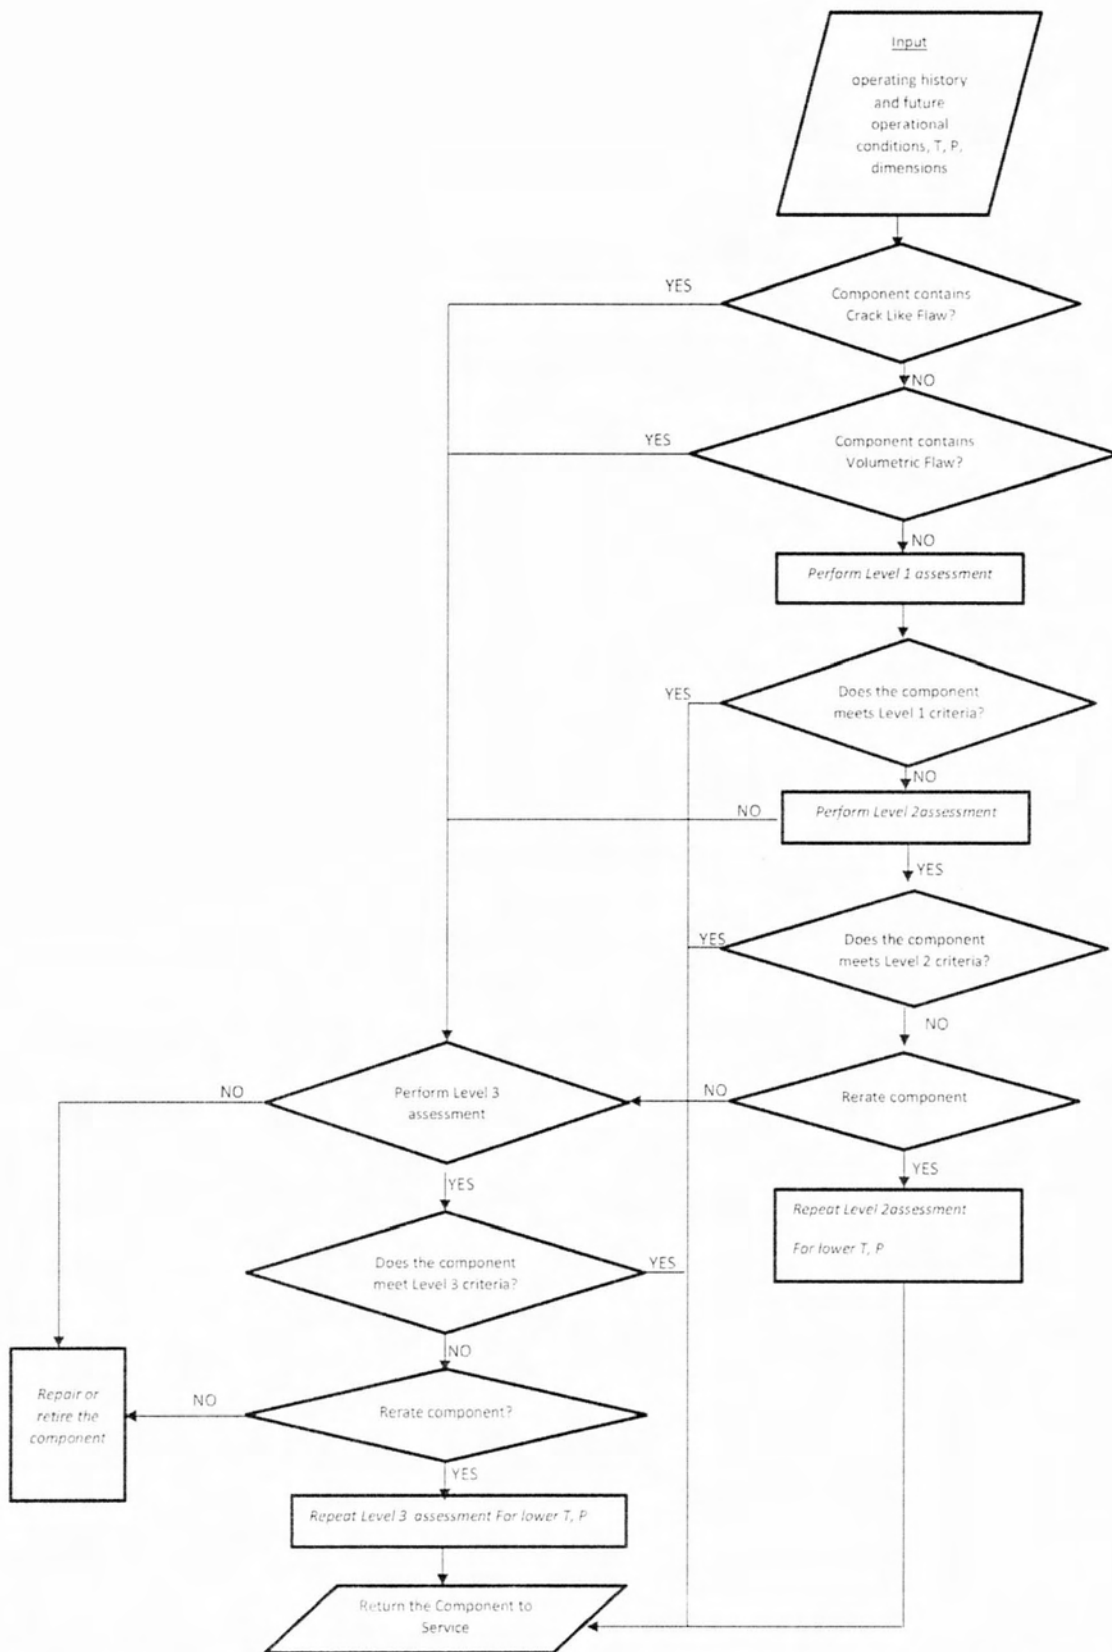 Input
operating history
and future
operational
conditions, T, P,
dimensions
YES
Component contains
Crack Like Flaw?
NO
YES
Component contains
Volumetric Flaw?
NO
Perform Level 1 assessment
YES
Does the component
meets Level 1 criteria?
NO
NO
Perform Level 2assessment
YES
YES
Does the component
meets Level 2 criteria?
NO
NO
Perform Level 3
assessment
NO
Rerate component
YES
YES
Repeat Level 2assessment
For lower T, P
Does the component
meet Level 3 criteria?
YES
NO
Repair or
retire the
component
NO
Rerate component?
YES
Repeat Level 3 assessment For lower T, P
Return the Component to
Service